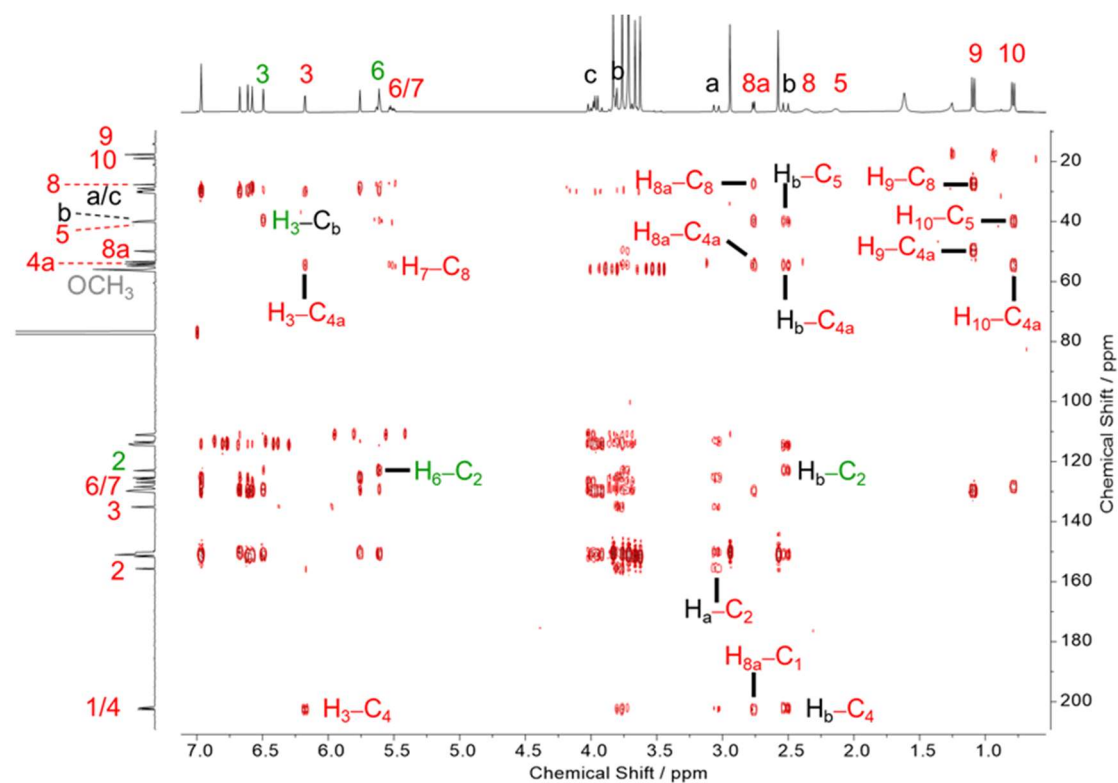 3 3 6 6/7 c b a 8a b 8 5 9 10
9
10
8
a/c
b
5
8a
4a
OCH3
2
6/7
3
2
1/4
H8a–C8
Hb–C5
H9–C8
H3–Cb
H10–C5
H8a–C4a
H9–C4a
H7–C8
H3–C4a
Hb–C4a
H10–C4a
H6–C2
Hb–C2
Ha–C2
H8a–C1
H3–C4
Hb–C4
20
40
60
80
100
120
140
160
180
200
Chemical Shift / ppm
7.0 6.5 6.0 5.5 5.0 4.5 4.0 3.5 3.0 2.5 2.0 1.5 1.0
Chemical Shift / ppm